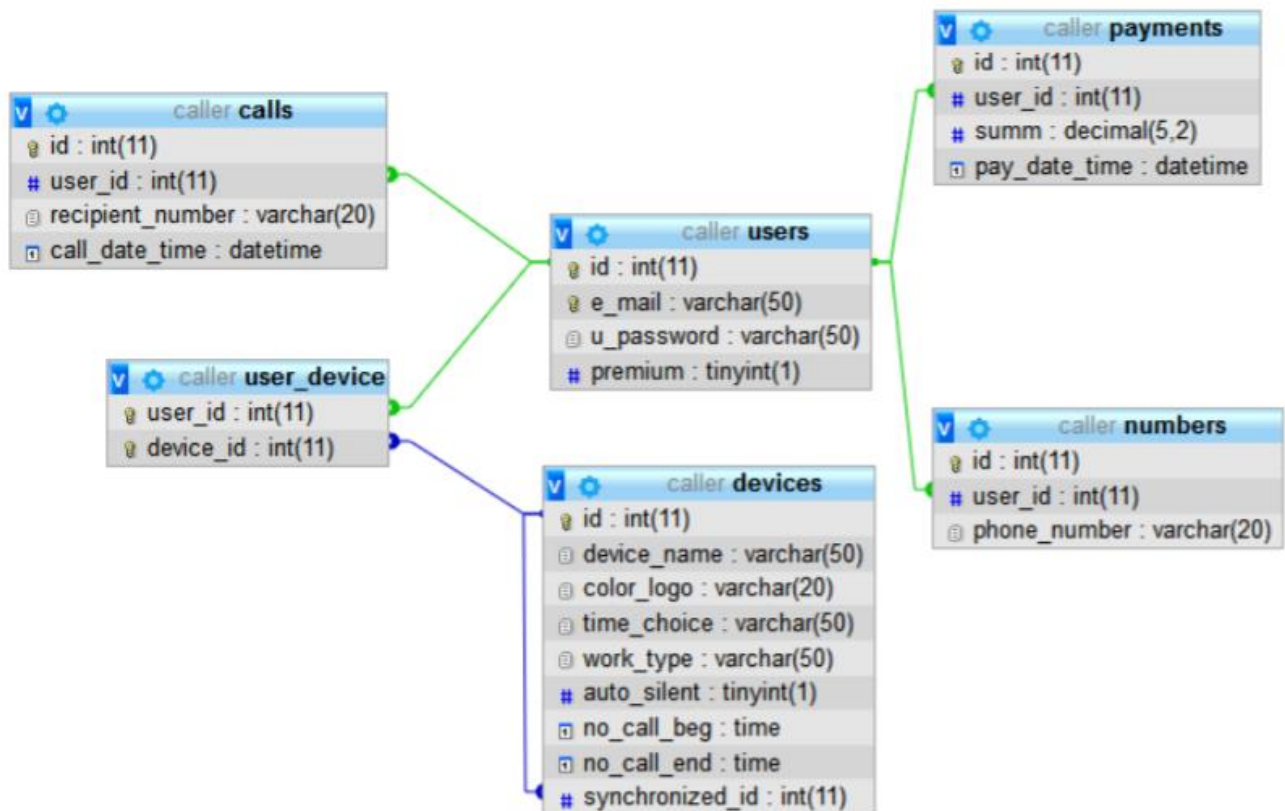 caller calls
id : int(11)
user_id : int(11)
recipient_number : varchar(20)
call_date_time : datetime
caller payments
id : int(11)
user_id : int(11)
summ : decimal(5,2)
pay_date_time : datetime
caller users
id : int(11)
e_mail : varchar(50)
u_password : varchar(50)
premium : tinyint(1)
caller user_device
user_id : int(11)
device_id : int(11)
caller devices
id : int(11)
device_name : varchar(50)
color_logo : varchar(20)
time_choice : varchar(50)
work_type : varchar(50)
auto_silent : tinyint(1)
no_call_beg : time
no_call_end : time
synchronized_id : int(11)
caller numbers
id : int(11)
user_id : int(11)
phone_number : varchar(20)